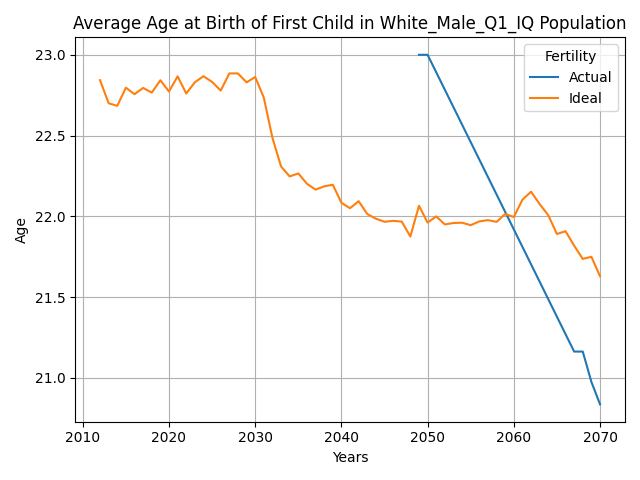 Average Age at Birth of First Child in White_Male_Q1_IQ Population
Fertility
Actual
Ideal
23.0
22.5
22.0
21.5
21.0
Age
2010 2020 2030 2040 2050 2060 2070
Years